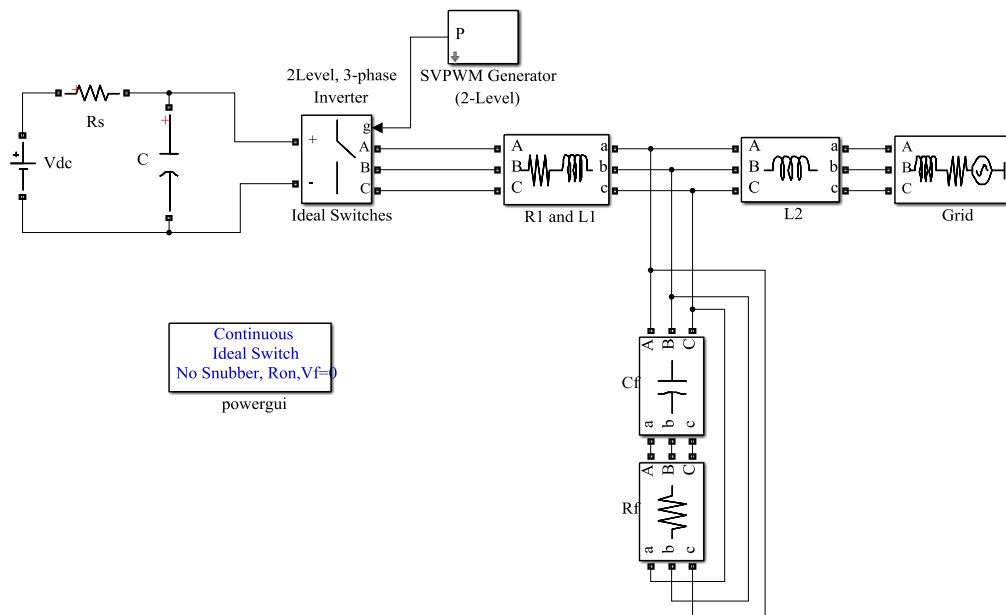 P
SVPWM Generator
(2-Level)
2Level, 3-phase
Inverter
+
Rs
+
+
Vdc
C
+
-
g
A
B
C
Ideal Switches
A
B
C
a
b
c
R1 and L1
A
B
C
a
b
c
L2
A
B
C
Grid
Continuous
Ideal Switch
No Snubber, Ron,Vf=0
powergui
A
B
C
Cf
a
b
c
A
B
C
Rf
a
b
c